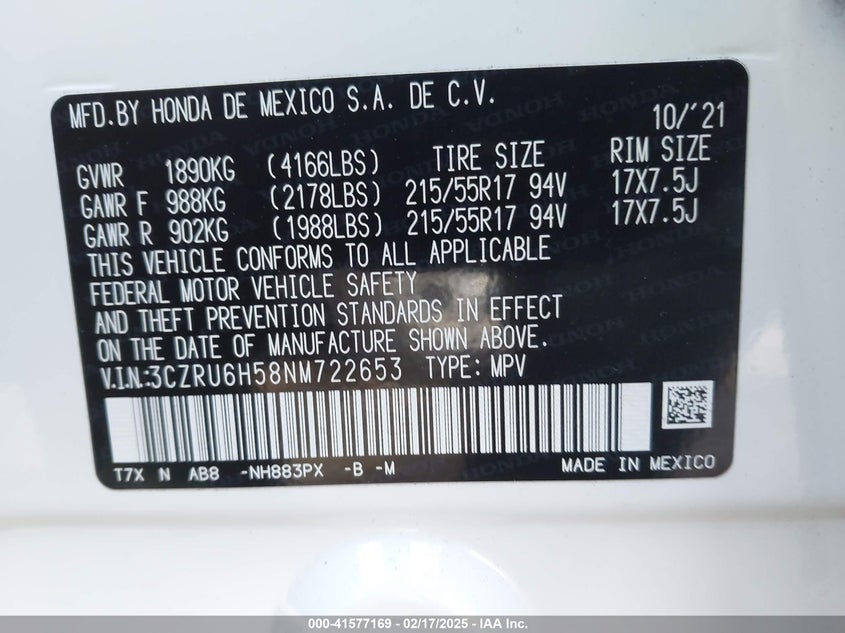 MFD.BY HONDA DE MEXICO S.A. DE C.V.
10/'21
GVWR 1890KG (4166LBS) TIRE SIZE RIM SIZE
GAWR F 988KG (2178LBS) 215/55R17 94V 17X7.5J
GAWR R 902KG (1988LBS) 215/55R17 94V 17X7.5J
THIS VEHICLE CONFORMS TO ALL APPLICABLE
FEDERAL MOTOR VEHICLE SAFETY
AND THEFT PREVENTION STANDARDS IN EFFECT
ON THE DATE OF MANUFACTURE SHOWN ABOVE.
V.I.N:3CZRU6H58NM722653 TYPE: MPV
T7X N AB8 -NH883PX -B -M MADE IN MEXICO
000-41577169 — 02/17/2025 — IAA Inc.